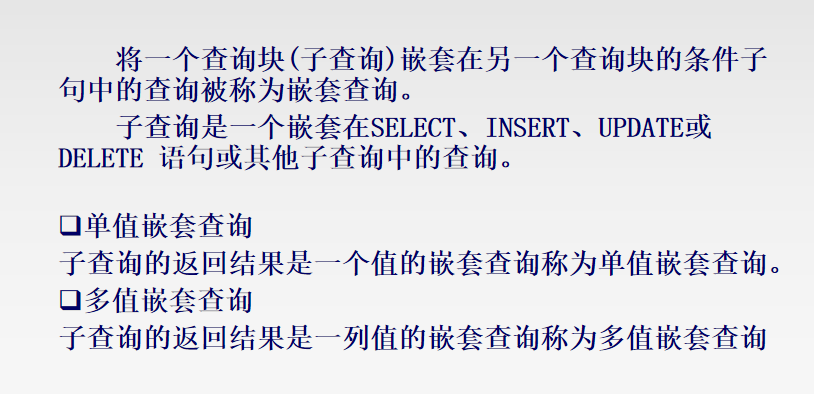 将一个查询块(子查询)嵌套在另一个查询块的条件子
句中的查询被称为嵌套查询。
子查询是一个嵌套在SELECT、INSERT、UPDATE或
DELETE 语句或其他子查询中的查询。
❑单值嵌套查询
子查询的返回结果是一个值的嵌套查询称为单值嵌套查询。
❑多值嵌套查询
子查询的返回结果是一列值的嵌套查询称为多值嵌套查询